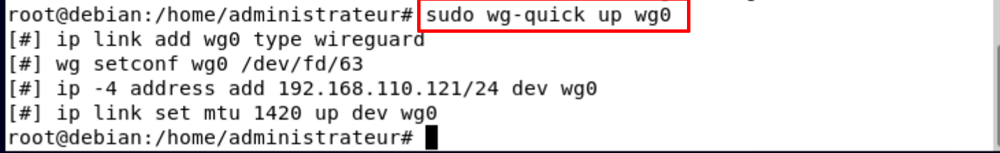 root@debian:/home/administrateur# sudo wg-quick up wg0
[#] ip link add wg0 type wireguard
[#] wg setconf wg0 /dev/fd/63
[#] ip -4 address add 192.168.110.121/24 dev wg0
[#] ip link set mtu 1420 up dev wg0
root@debian:/home/administrateur#